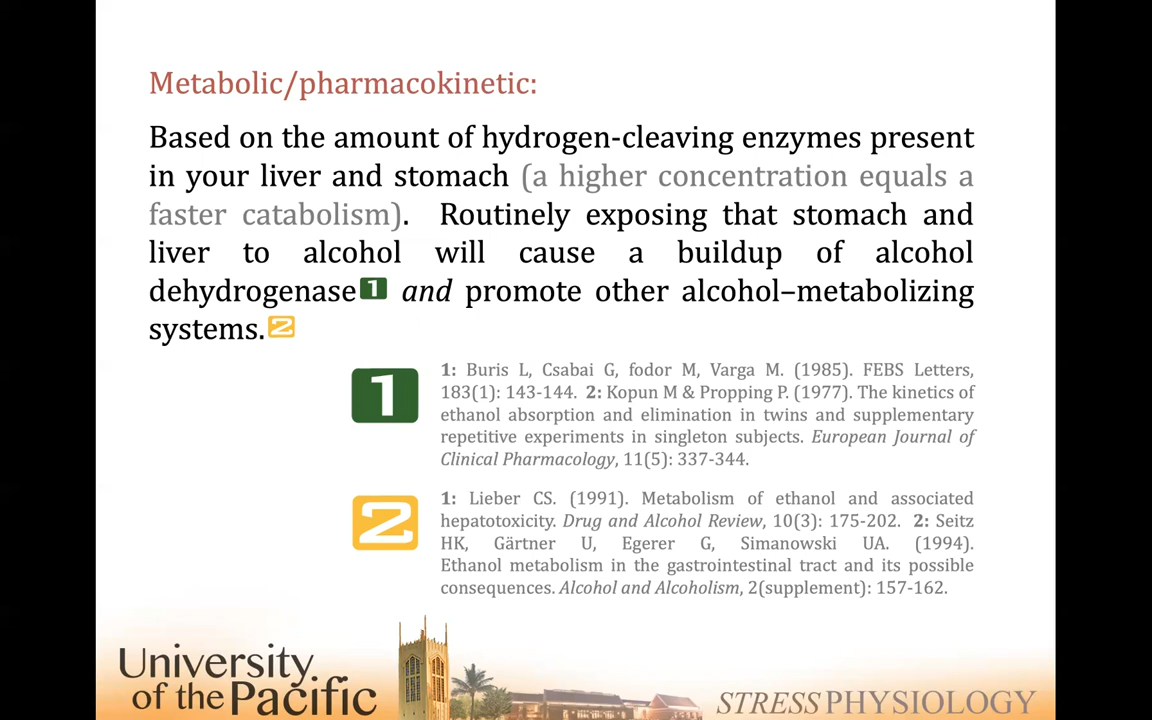 Metabolic/pharmacokinetic:
Based on the amount of hydrogen-cleaving enzymes present
in your liver and stomach (a higher concentration equals a
faster catabolism). Routinely exposing that stomach and
liver to alcohol will cause a buildup of alcohol
dehydrogenase 1 and promote other alcohol–metabolizing
systems. 2
1
1: Buris L, Csabai G, fodor M, Varga M. (1985). FEBS Letters,
183(1): 143-144. 2: Kopun M & Propping P. (1977). The kinetics of
ethanol absorption and elimination in twins and supplementary
repetitive experiments in singleton subjects. European Journal of
Clinical Pharmacology, 11(5): 337-344.
2
1: Lieber CS. (1991). Metabolism of ethanol and associated
hepatotoxicity. Drug and Alcohol Review, 10(3): 175-202. 2: Seitz
HK, Gärtner U, Egerer G, Simanowski UA. (1994).
Ethanol metabolism in the gastrointestinal tract and its possible
consequences. Alcohol and Alcoholism, 2(supplement): 157-162.
University
of the Pacific
STRESSPHYSIOLOGY